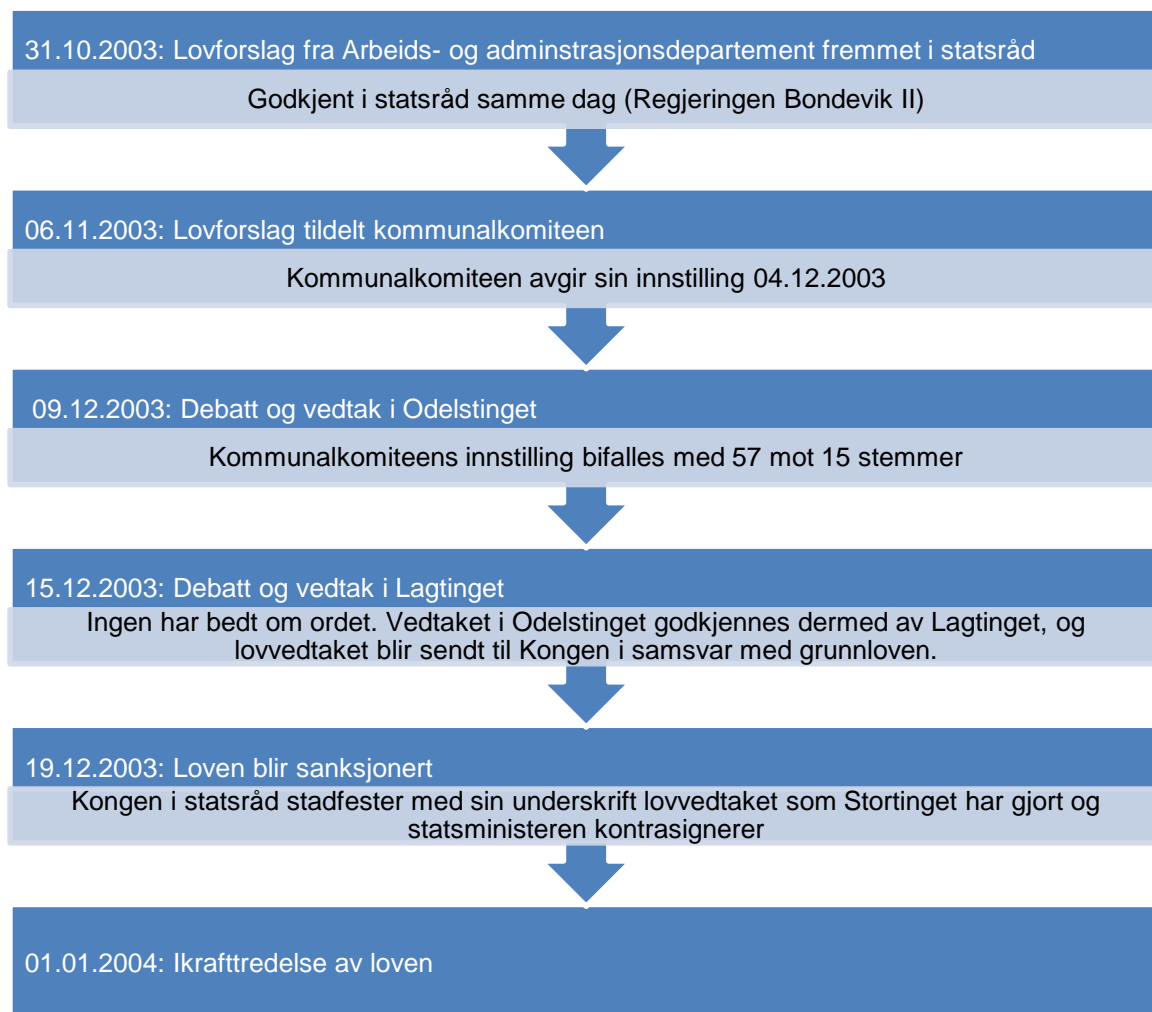 31.10.2003: Lovforslag fra Arbeids- og adminstrasjonsdepartement fremmet i statsråd
Godkjent i statsråd samme dag (Regjeringen Bondevik II)
06.11.2003: Lovforslag tildelt kommunalkomiteen
Kommunalkomiteen avgir sin innstilling 04.12.2003
09.12.2003: Debatt og vedtak i Odelstinget
Kommunalkomiteens innstilling bifalles med 57 mot 15 stemmer
15.12.2003: Debatt og vedtak i Lagtinget
Ingen har bedt om ordet. Vedtaket i Odelstinget godkjennes dermed av Lagtinget, og
lovvedtaket blir sendt til Kongen i samsvar med grunnloven.
19.12.2003: Loven blir sanksjonert
Kongen i statsråd stadfester med sin underskrift lovvedtaket som Stortinget har gjort og
statsministeren kontrasignerer
01.01.2004: Ikrafttredelse av loven